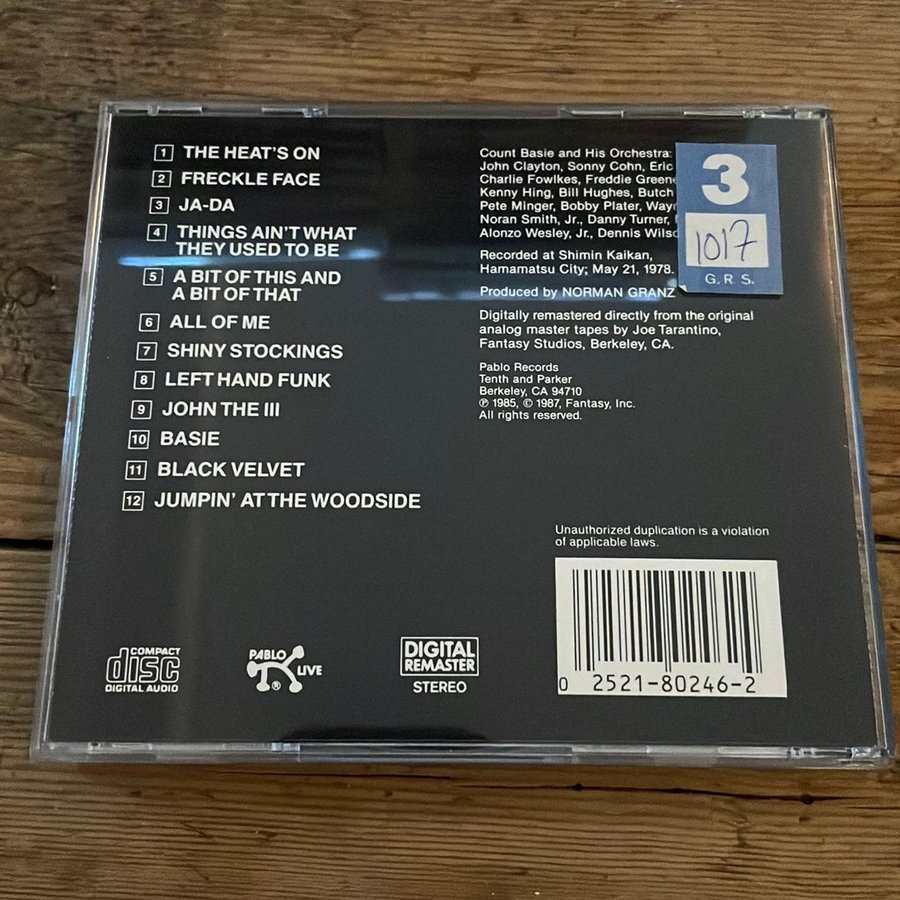 1 THE HEAT'S ON
2 FRECKLE FACE
3 JA-DA
4 THINGS AIN'T WHAT
THEY USED TO BE
5 A BIT OF THIS AND
A BIT OF THAT
6 ALL OF ME
7 SHINY STOCKINGS
8 LEFT HAND FUNK
9 JOHN THE III
10 BASIE
11 BLACK VELVET
12 JUMPIN' AT THE WOODSIDE
Count Basie and His Orchestra:
John Clayton, Sonny Cohn, Eric
Charlie Fowlkes, Freddie Greene
Kenny Hing, Bill Hughes, Butch
Pete Minger, Bobby Plater,
Noran Smith, Jr., Danny Turner,
Alonzo Wesley, Jr., Dennis
Recorded at Shimin Kaikan,
Hamamatsu City; May 21, 1978.
Produced by NORMAN GRANZ
Digitally remastered directly from the original
analog master tapes by Joe Tarantino,
Fantasy Studios, Berkeley, CA.
Pablo Records
Tenth and Parker
Berkeley, CA 94710
℗ 1985, © 1987, Fantasy, Inc.
All rights reserved.
3
1017
G.R.S.
Unauthorized duplication is a violation
of applicable laws.
0 2521-80246-2
COMPACT
disc
DIGITAL AUDIO
PABLO
LIVE
®
DIGITAL
REMASTER
STEREO